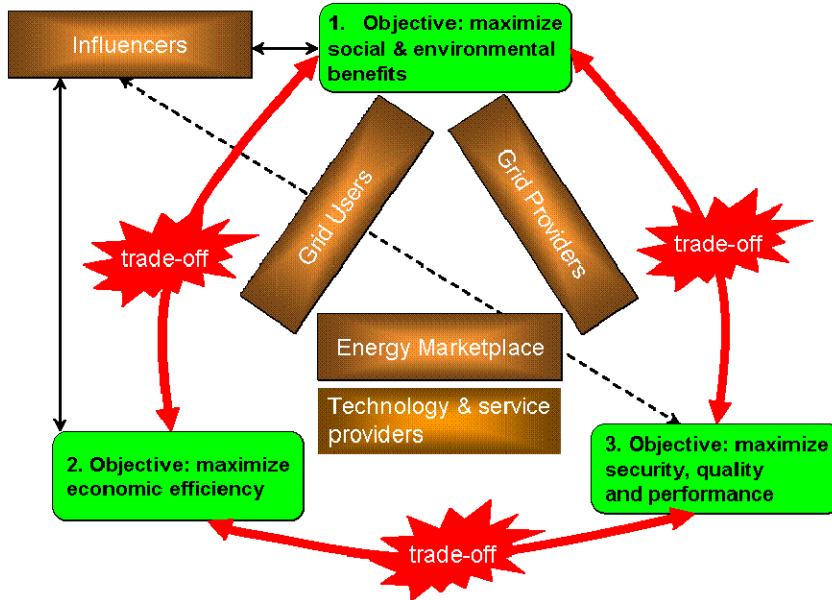 Influencers
1. Objective: maximize
social & environmental
benefits
Grid Users
Grid Providers
trade-off
trade-off
Energy Marketplace
Technology & service
providers
2. Objective: maximize
economic efficiency
3. Objective: maximize
security, quality
and performance
trade-off